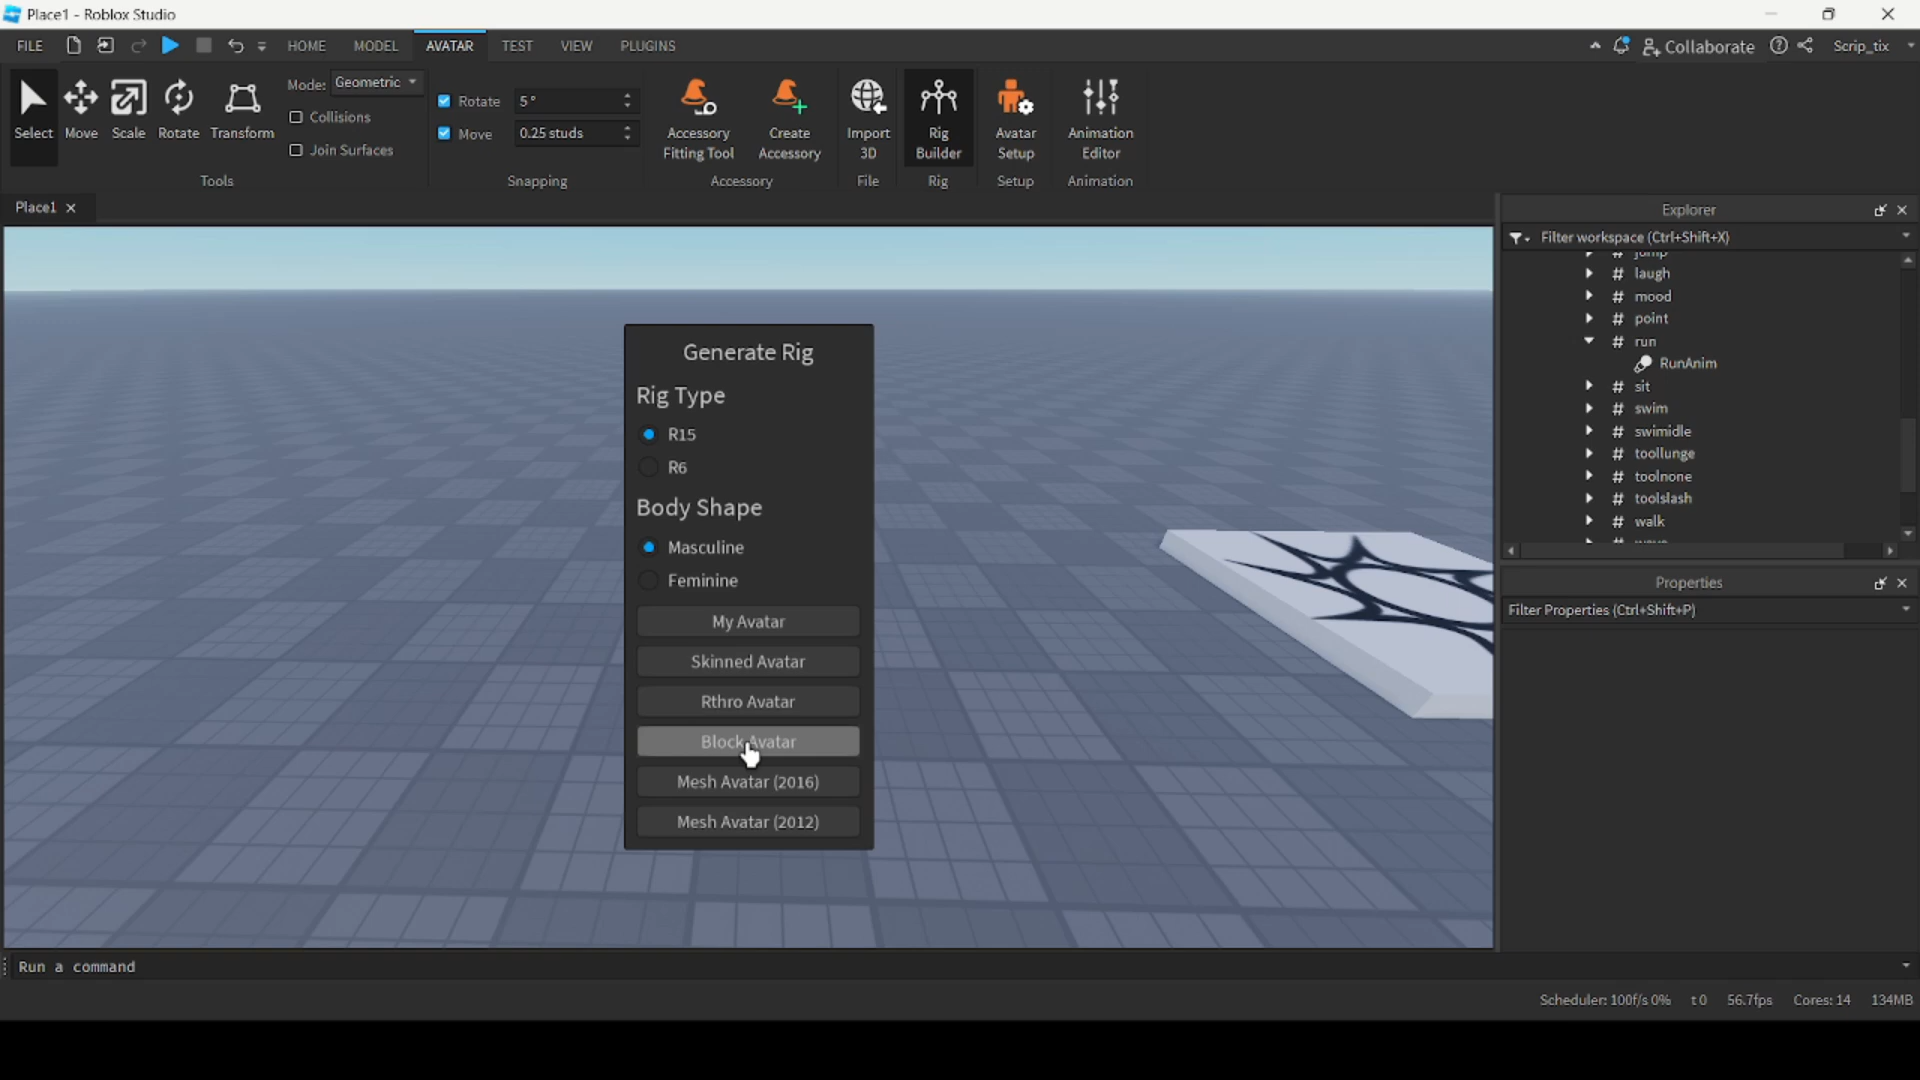 Place1 - Roblox Studio
FILE HOME MODEL AVATAR TEST VIEW PLUGINS Collaborate Scrip_tix
Select Move Scale Rotate Transform
Mode: Geometric
Collisions
Join Surfaces
Tools
Rotate 5°
Move 0.25 studs
Snapping
Accessory
Fitting Tool
Create
Accessory
Accessory
Import
3D
File
Rig
Builder
Rig
Avatar
Setup
Setup
Animation
Editor
Animation
Place1
Generate Rig
Rig Type
R15
R6
Body Shape
Masculine
Feminine
My Avatar
Skinned Avatar
Rthro Avatar
Block Avatar
Mesh Avatar (2016)
Mesh Avatar (2012)
Explorer
Filter workspace (Ctrl+Shift+X)
jump
laugh
mood
point
run
RunAnim
sit
swim
swimidle
toollunge
toolnone
toolslash
walk
Properties
Filter Properties (Ctrl+Shift+P)
Run a command
Scheduler: 100f/s 0% t 0 56.7fps Cores: 14 134MB